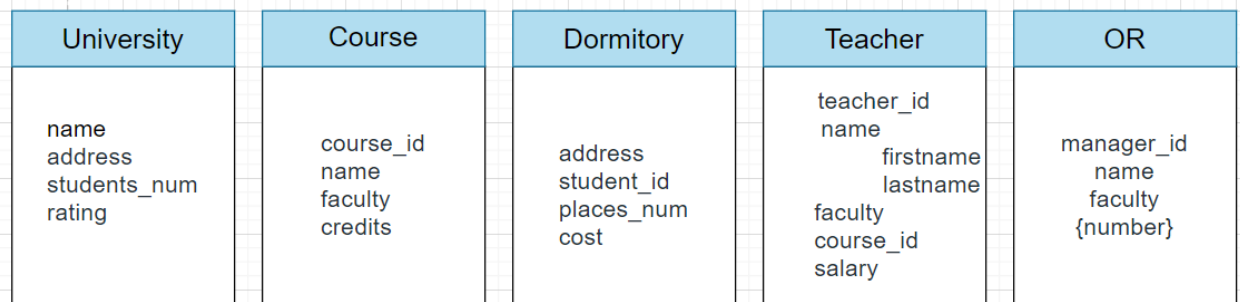 University
name
address
students_num
rating
Course
course_id
name
faculty
credits
Dormitory
address
student_id
places_num
cost
Teacher
teacher_id
name
firstname
lastname
faculty
course_id
salary
OR
manager_id
name
faculty
{number}